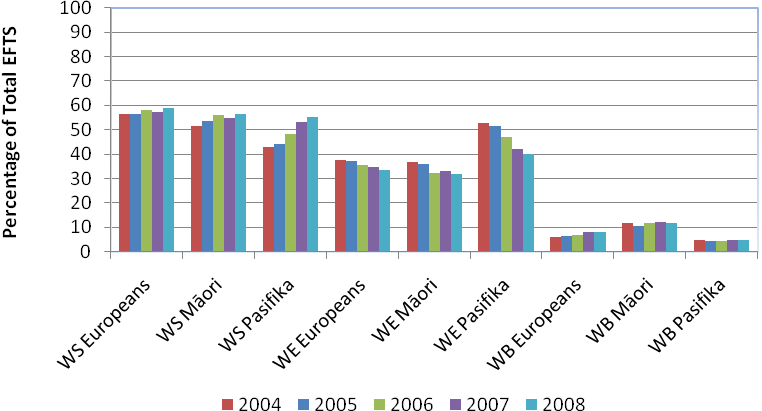 Percentage of Total EFTS
100
90
80
70
60
50
40
30
20
10
0
WS Europeans
WS Māori
WS Pasifika
WE Europeans
WE Māori
WE Pasifika
WB Europeans
WB Māori
WB Pasifika
2004 2005 2006 2007 2008